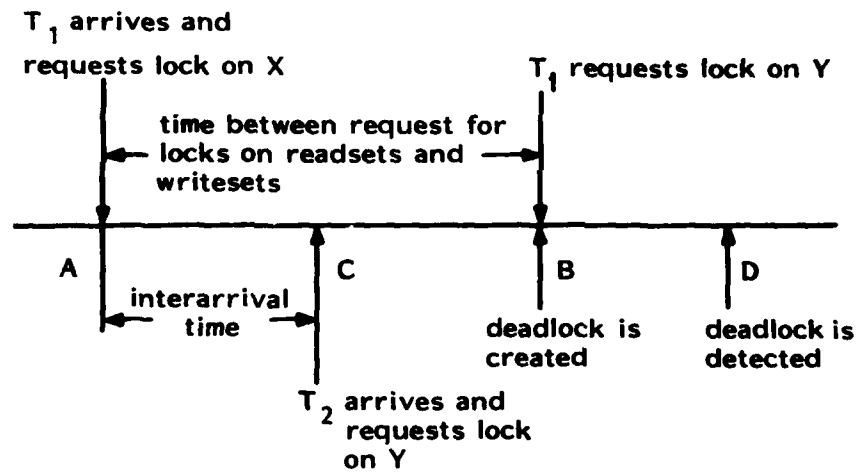 T1 arrives and
requests lock on X
T1 requests lock on Y
time between request for
locks on readsets and
writesets
A
C
B
D
interarrival
time
deadlock is
created
deadlock is
detected
T2 arrives and
requests lock
on Y